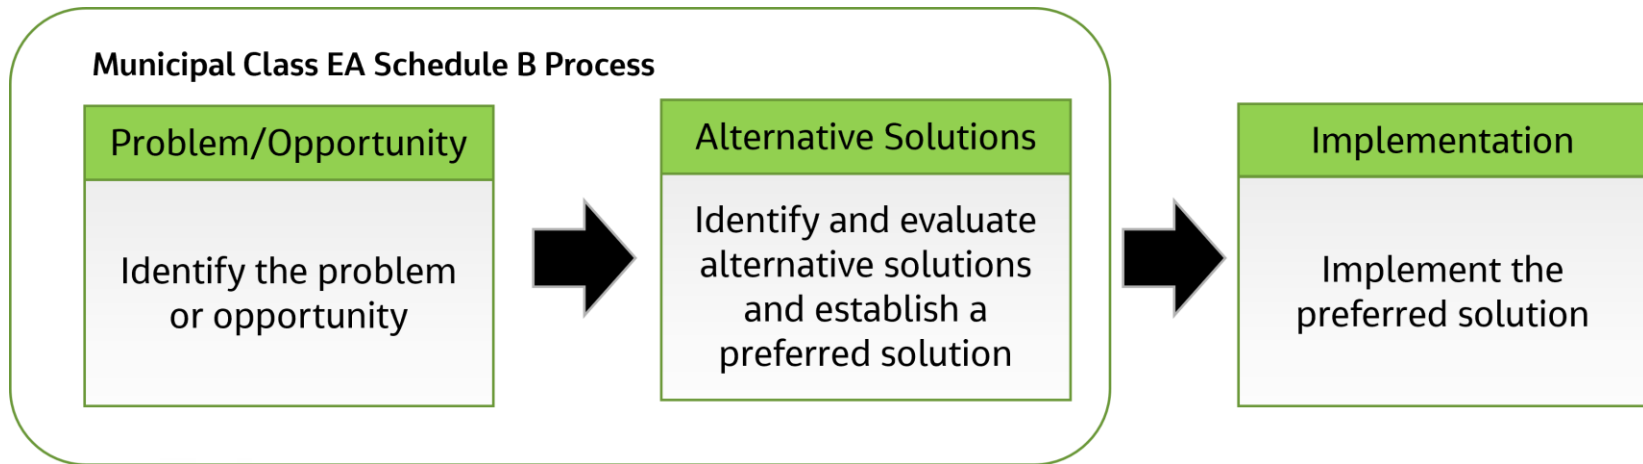 Municipal Class EA Schedule B Process
Problem/Opportunity
Identify the problem
or opportunity
Alternative Solutions
Identify and evaluate
alternative solutions
and establish a
preferred solution
Implementation
Implement the
preferred solution